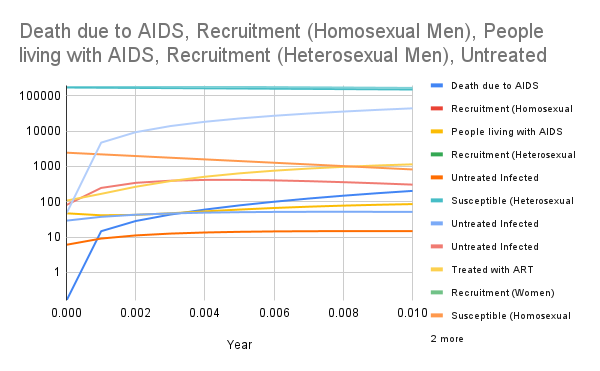 Death due to AIDS, Recruitment (Homosexual Men), People
living with AIDS, Recruitment (Heterosexual Men), Untreated
100000
10000
1000
100
10
1
0.000
0.002
0.004
0.006
0.008
0.010
Year
Death due to AIDS
Recruitment (Homosexual
People living with AIDS
Recruitment (Heterosexual
Untreated Infected
Susceptible (Heterosexual
Untreated Infected
Untreated Infected
Treated with ART
Recruitment (Women)
Susceptible (Homosexual
2 more